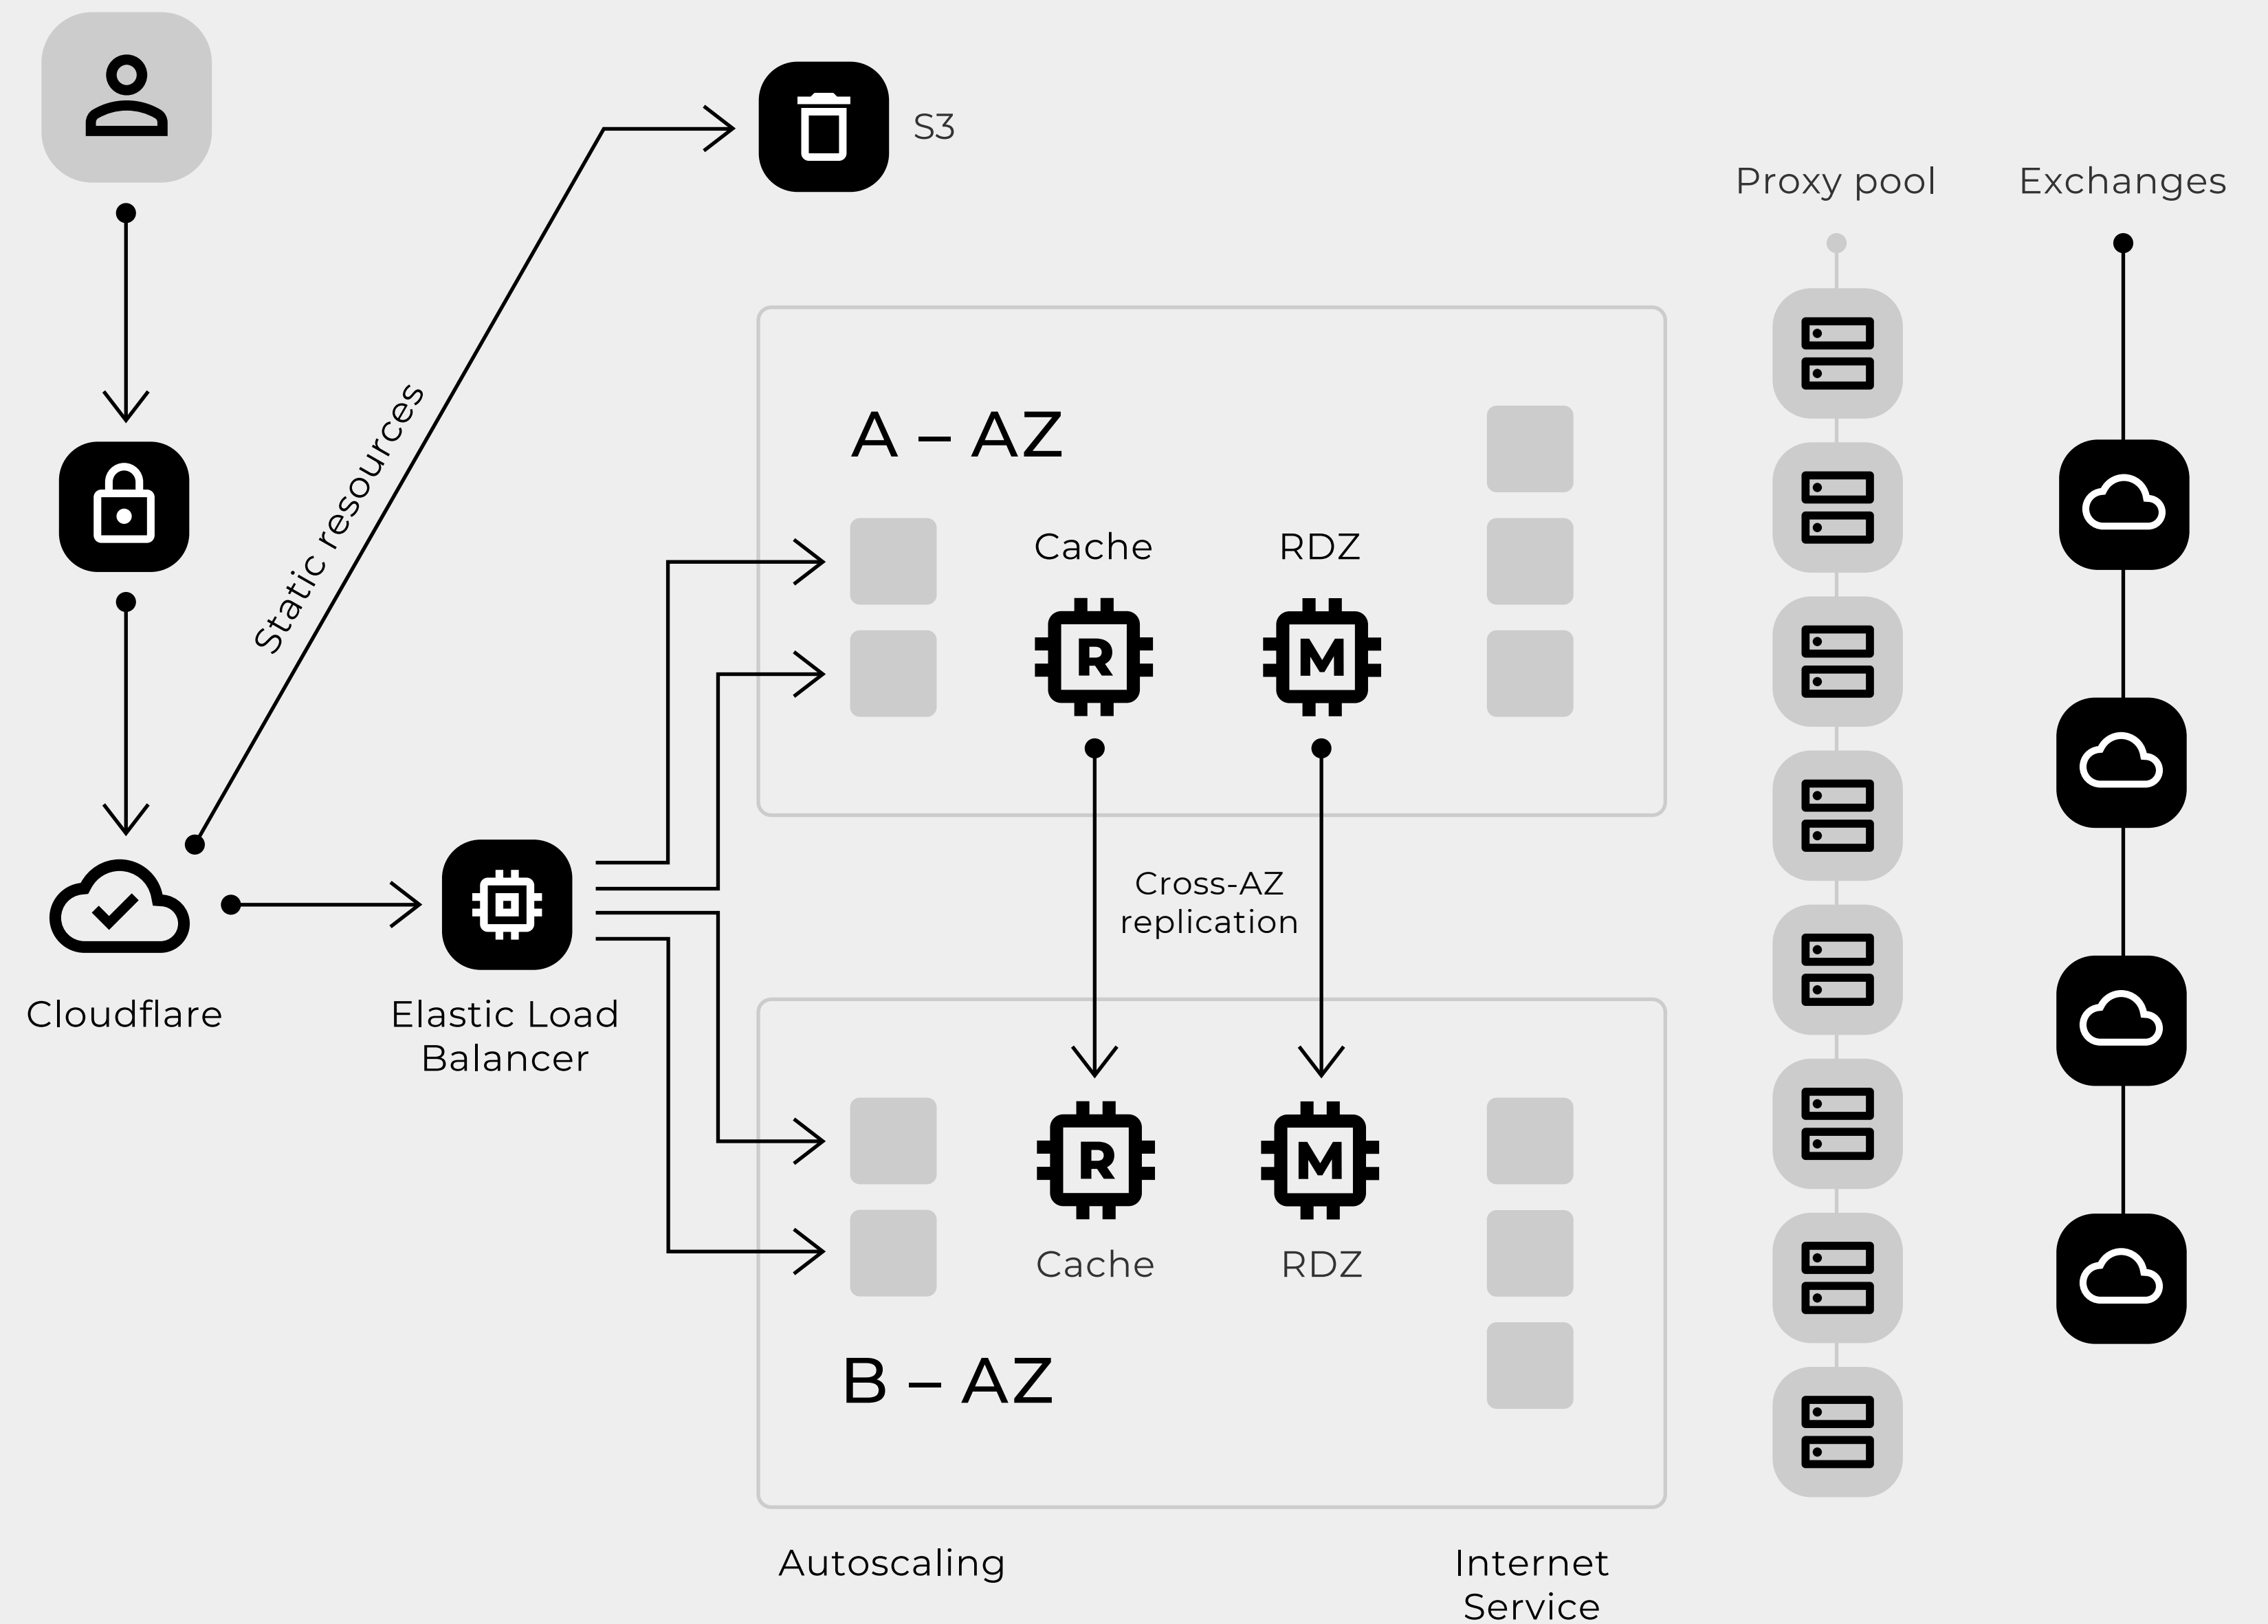 S3
Proxy pool
Exchanges
Static resources
A – AZ
Cache
RDZ
R
M
Cross-AZ
replication
Cloudflare
Elastic Load
Balancer
R
M
Cache
RDZ
B – AZ
Autoscaling
Internet
Service